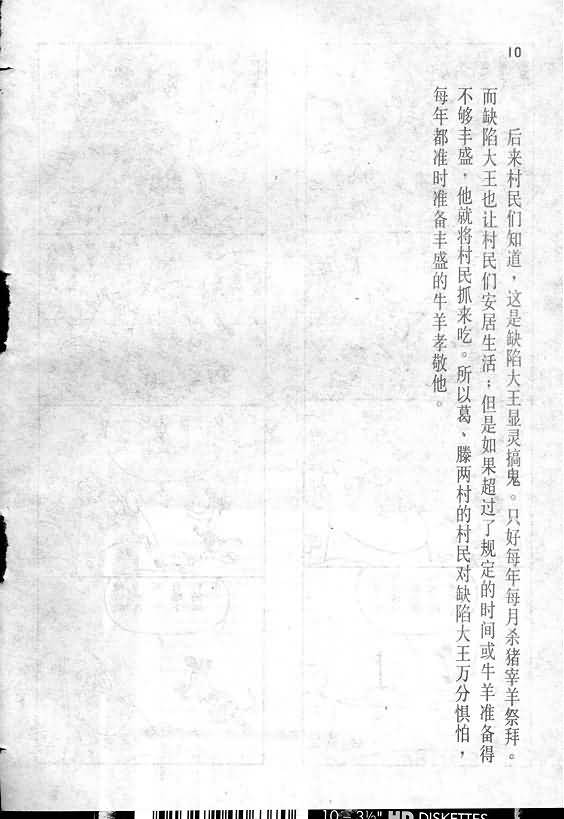 10
后来村民们知道，这是缺陷大王显灵搞鬼。只好每年每月杀猪宰羊祭拜。
而缺陷大王也让村民们安居生活；但是如果超过了规定的时间或牛羊准备得
不够丰盛，他就将村民抓来吃。所以葛、滕两村的村民对缺陷大王万分惧怕，
每年都准时准备丰盛的牛羊孝敬他。
10 - 3½" HD DISKETTES